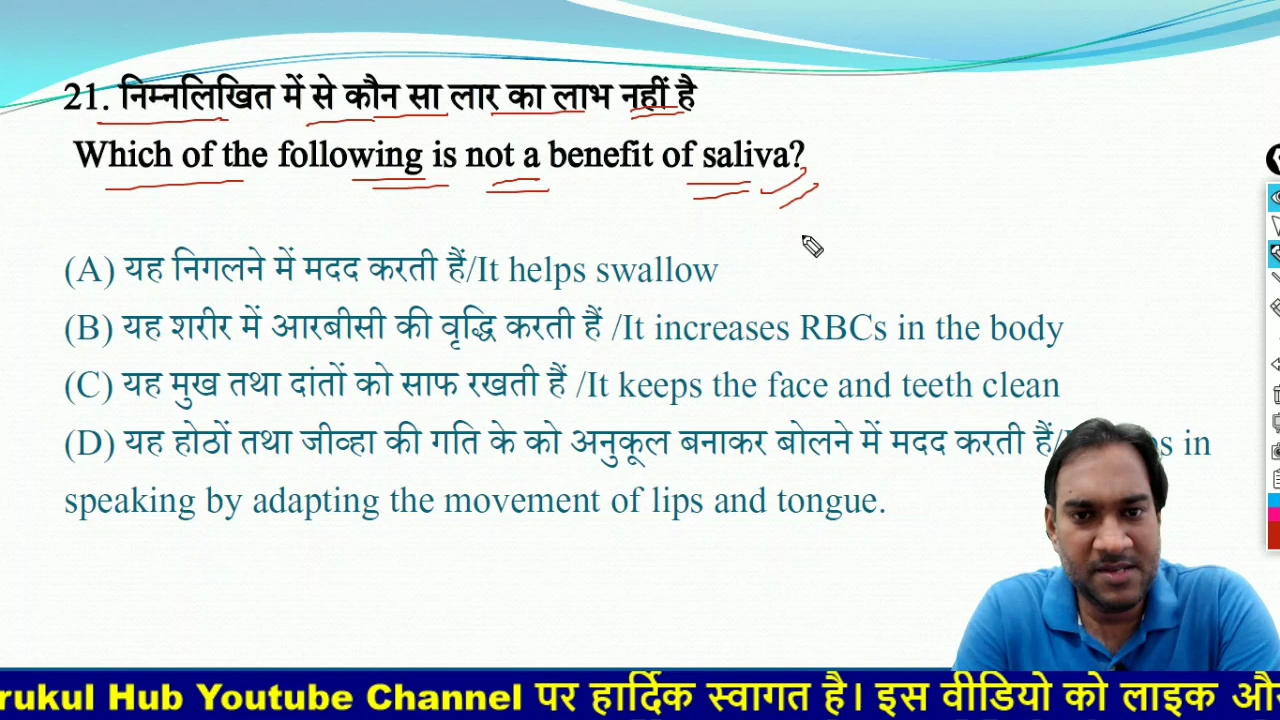 21. निम्नलिखित में से कौन सा लार का लाभ नहीं है
Which of the following is not a benefit of saliva?
(A) यह निगलने में मदद करती हैं/It helps swallow
(B) यह शरीर में आरबीसी की वृद्धि करती हैं /It increases RBCs in the body
(C) यह मुख तथा दांतों को साफ रखती हैं /It keeps the face and teeth clean
(D) यह होठों तथा जीव्हा की गति के को अनुकूल बनाकर बोलने में मदद करती हैं/ in
speaking by adapting the movement of lips and tongue.
rukul Hub Youtube Channel पर हार्दिक स्वागत है। इस वीडियो को लाइक